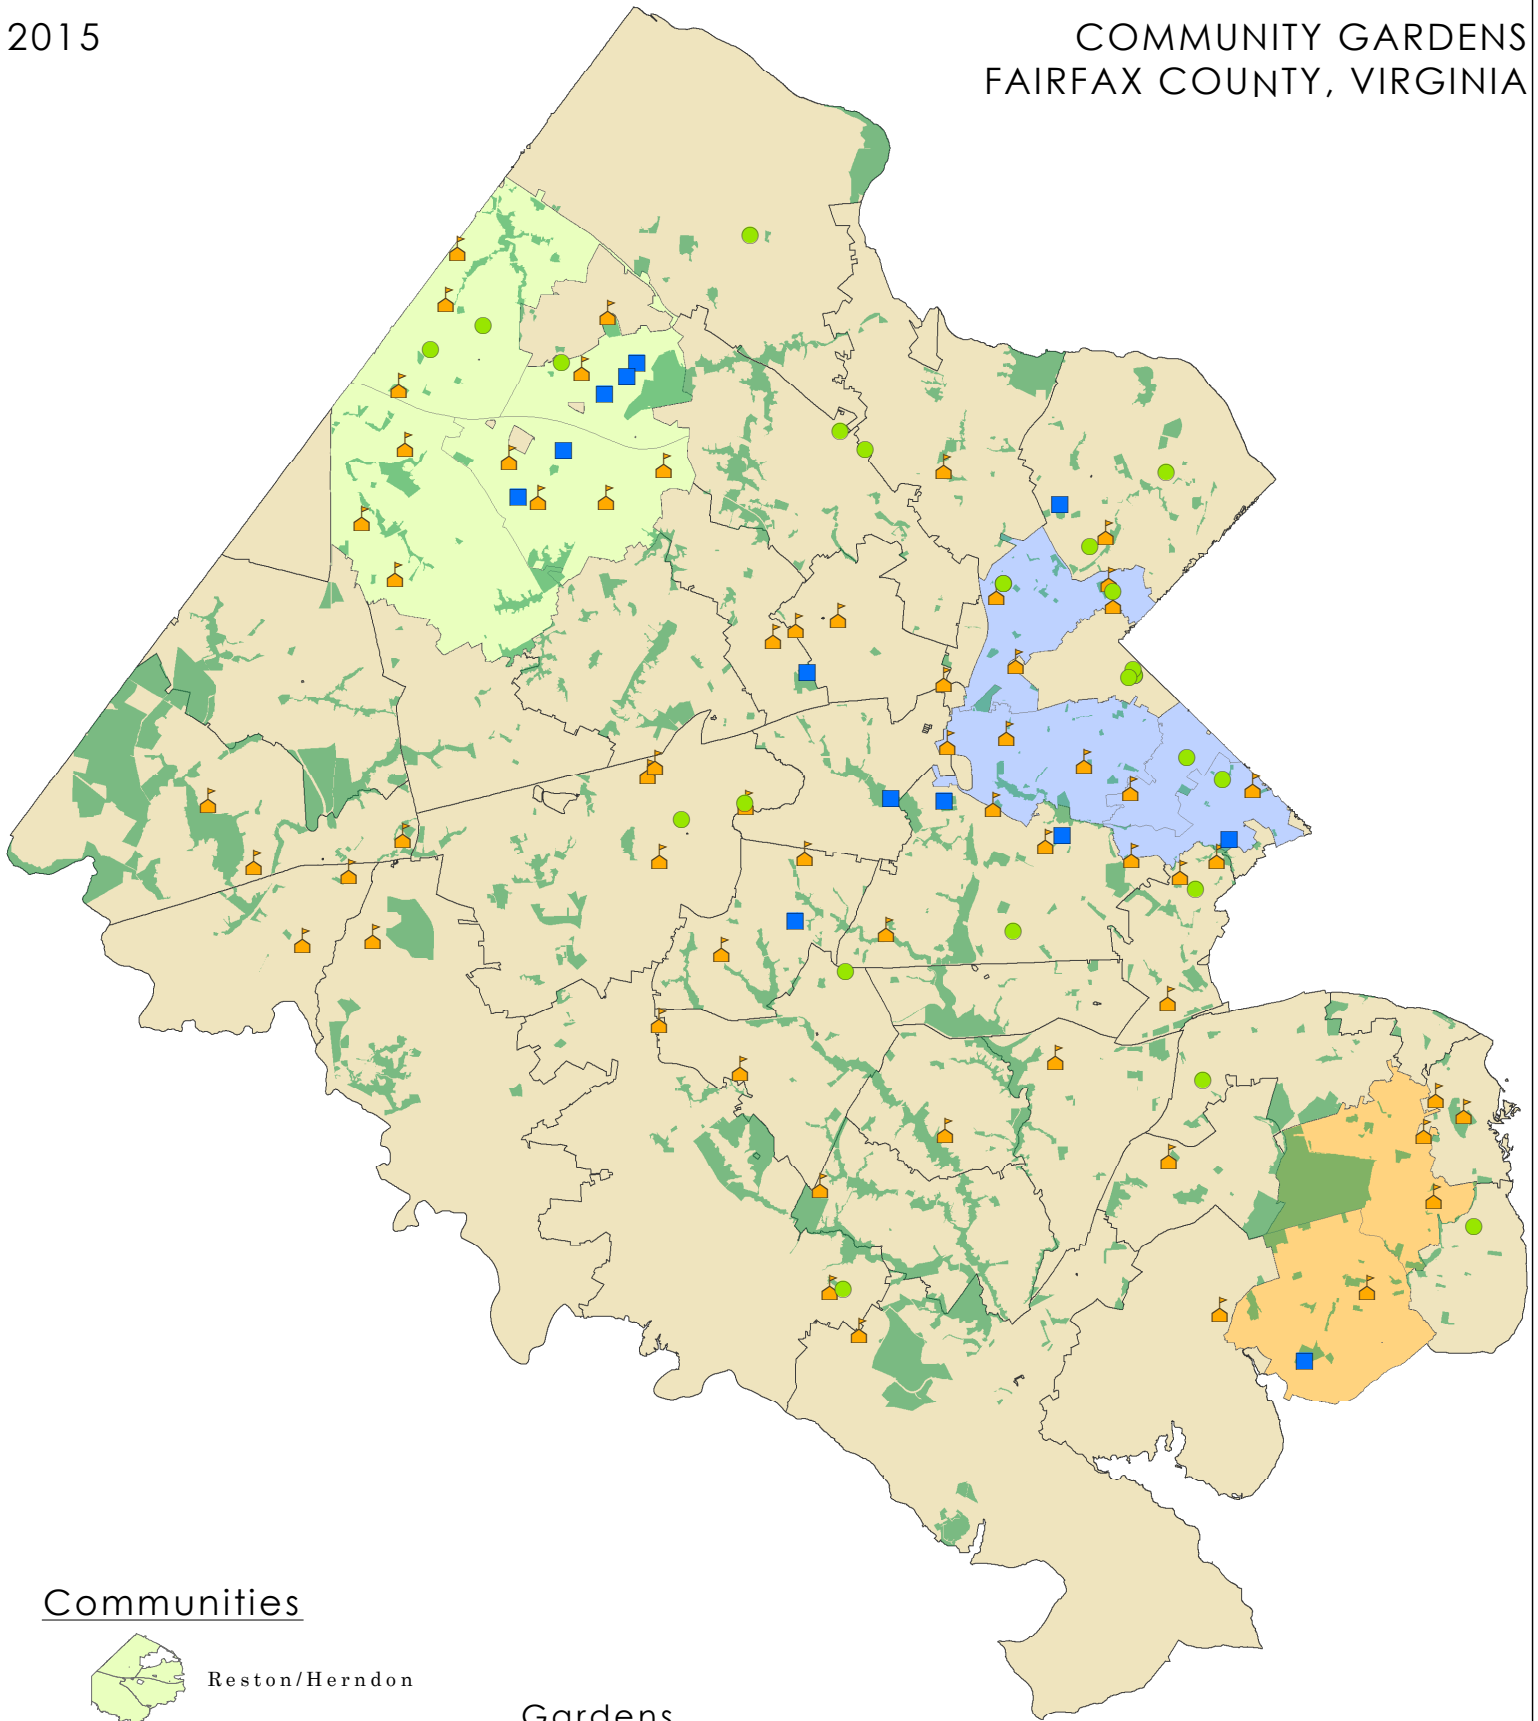 2015
COMMUNITY GARDENS
FAIRFAX COUNTY, VIRGINIA
Communities
Reston/Herndon
Gardens